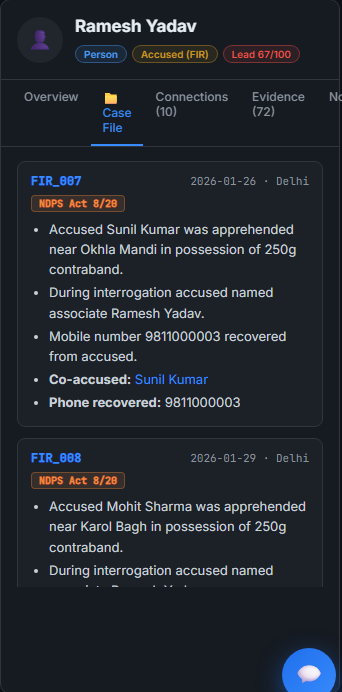 Ramesh Yadav
Person Accused (FIR) Lead 67/100
Overview
Case
File
Connections
(10)
Evidence
(72)
No
FIR_007 2026-01-26 · Delhi
NDPS Act 8/20
• Accused Sunil Kumar was apprehended
near Okhla Mandi in possession of 250g
contraband.
• During interrogation accused named
associate Ramesh Yadav.
• Mobile number 9811000003 recovered
from accused.
• Co-accused: Sunil Kumar
• Phone recovered: 9811000003
FIR_008 2026-01-29 · Delhi
NDPS Act 8/20
• Accused Mohit Sharma was apprehended
near Karol Bagh in possession of 250g
contraband.
• During interrogation accused named